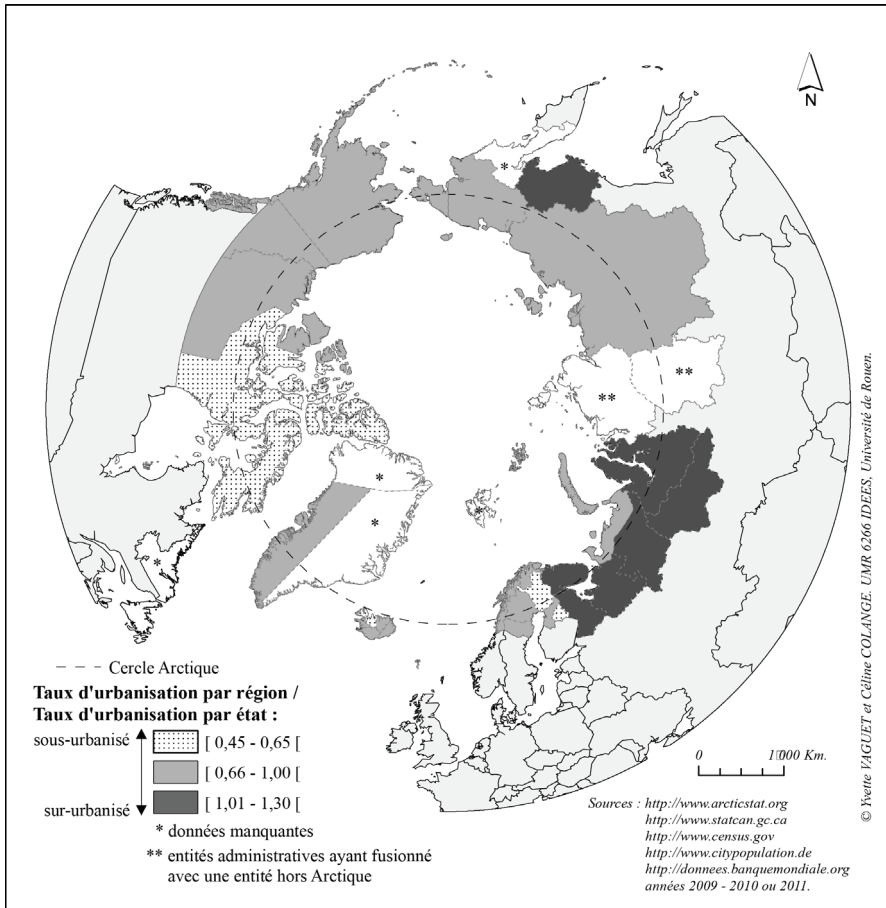 N
*
**
**
*
*
*
*
— — — Cercle Arctique
Taux d'urbanisation par région /
Taux d'urbanisation par état :
sous-urbanisé
[ 0,45 - 0,65 [
[ 0,66 - 1,00 [
sur-urbanisé
[ 1,01 - 1,30 [
* données manquantes
** entités administratives ayant fusionné
avec une entité hors Arctique
0 1 000 Km.
Sources : http://www.arcticstat.org
http://www.statcan.gc.ca
http://www.census.gov
http://www.citypopulation.de
http://donnees.banquemondiale.org
années 2009 - 2010 ou 2011.
© Yvette VAGUET et Céline COLANGE. UMR 6266 IDEES, Université de Rouen.